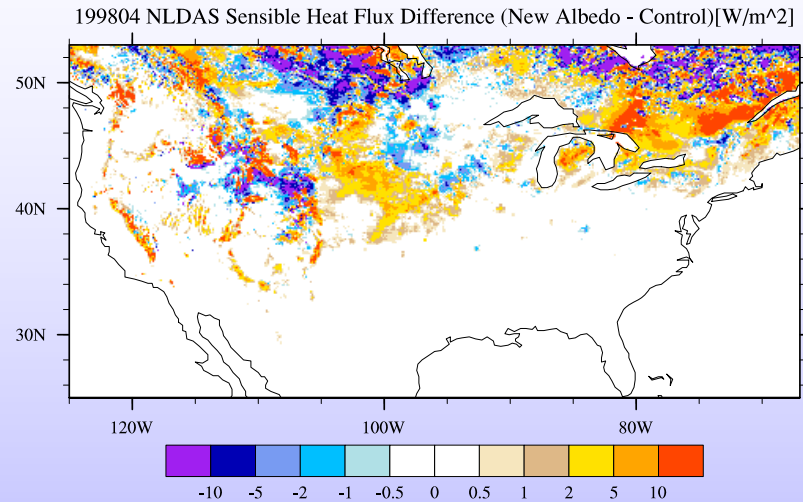 199804 NLDAS Sensible Heat Flux Difference (New Albedo - Control)[W/m^2]
50N
40N
30N
120W 100W 80W
-10 -5 -2 -1 -0.5 0 0.5 1 2 5 10